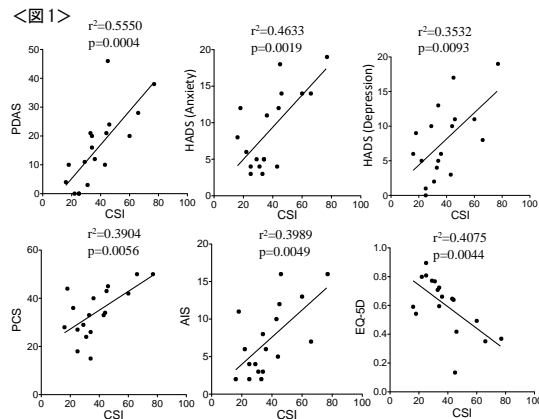 ＜図1＞
r²=0.5550
p=0.0004
PDAS
50
40
30
20
10
0
0 20 40 60 80 100
CSI
r²=0.4633
p=0.0019
HADS (Anxiety)
20
15
10
5
0
0 20 40 60 80 100
CSI
r²=0.3532
p=0.0093
HADS (Depression)
20
15
10
5
0
0 20 40 60 80 100
CSI
r²=0.3904
p=0.0056
PCS
60
40
20
0
0 20 40 60 80 100
CSI
r²=0.3989
p=0.0049
AIS
20
15
10
5
0
0 20 40 60 80 100
CSI
r²=0.4075
p=0.0044
EQ-5D
1.0
0.8
0.6
0.4
0.2
0.0
0 20 40 60 80 100
CSI